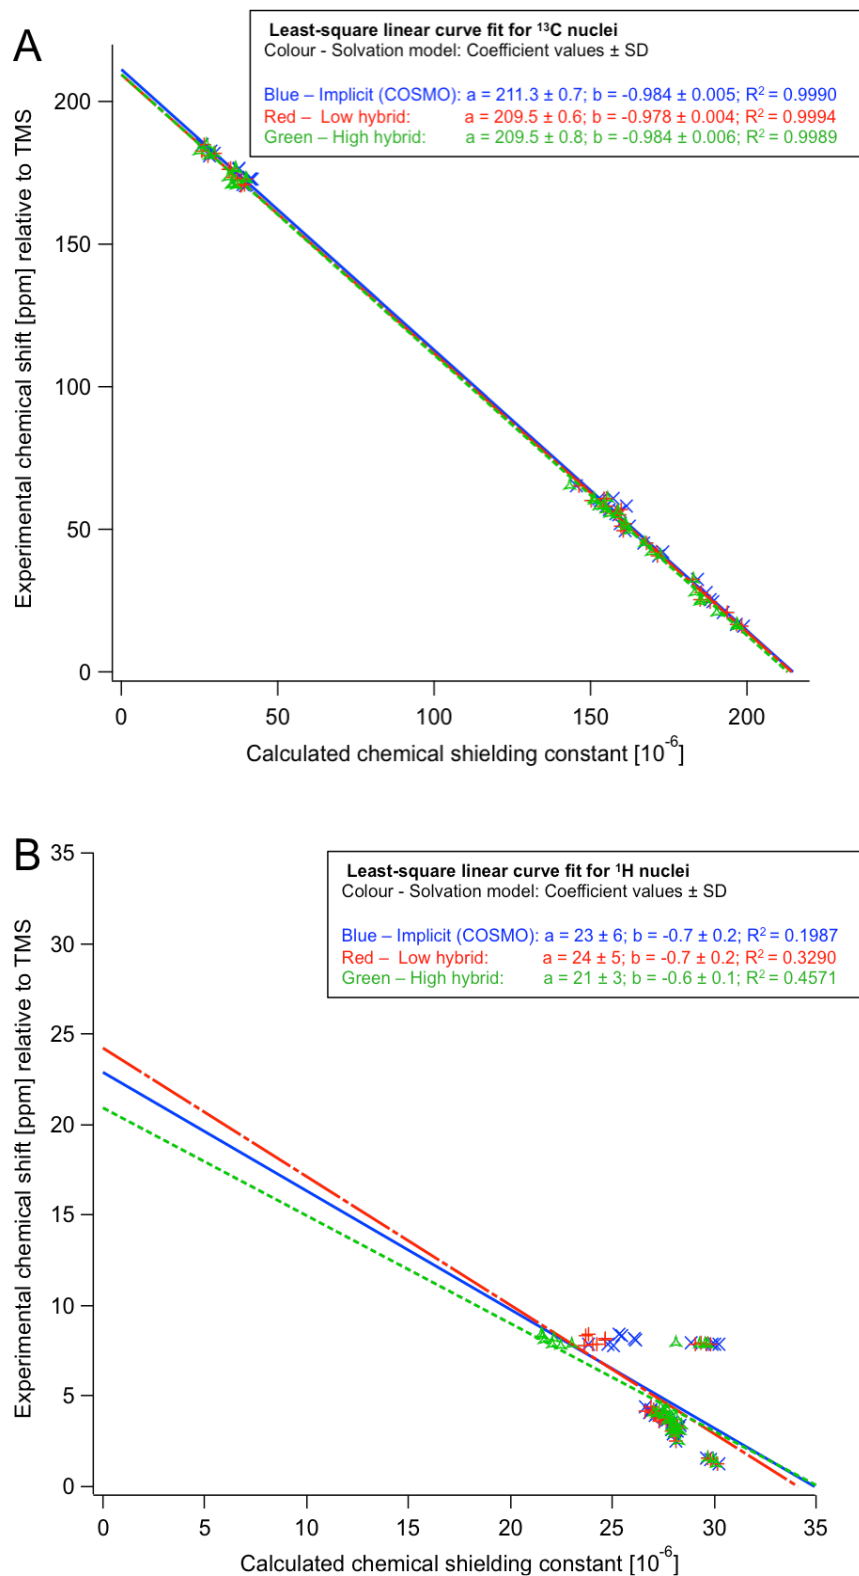 A
Least-square linear curve fit for ¹³C nuclei
Colour - Solvation model: Coefficient values ± SD
Blue – Implicit (COSMO): a = 211.3 ± 0.7; b = -0.984 ± 0.005; R² = 0.9990
Red – Low hybrid: a = 209.5 ± 0.6; b = -0.978 ± 0.004; R² = 0.9994
Green – High hybrid: a = 209.5 ± 0.8; b = -0.984 ± 0.006; R² = 0.9989
Experimental chemical shift [ppm] relative to TMS
200
150
100
50
0
0 50 100 150 200
Calculated chemical shielding constant [10⁻⁶]
B
Least-square linear curve fit for ¹H nuclei
Colour - Solvation model: Coefficient values ± SD
Blue – Implicit (COSMO): a = 23 ± 6; b = -0.7 ± 0.2; R² = 0.1987
Red – Low hybrid: a = 24 ± 5; b = -0.7 ± 0.2; R² = 0.3290
Green – High hybrid: a = 21 ± 3; b = -0.6 ± 0.1; R² = 0.4571
Experimental chemical shift [ppm] relative to TMS
35
30
25
20
15
10
5
0
0 5 10 15 20 25 30 35
Calculated chemical shielding constant [10⁻⁶]